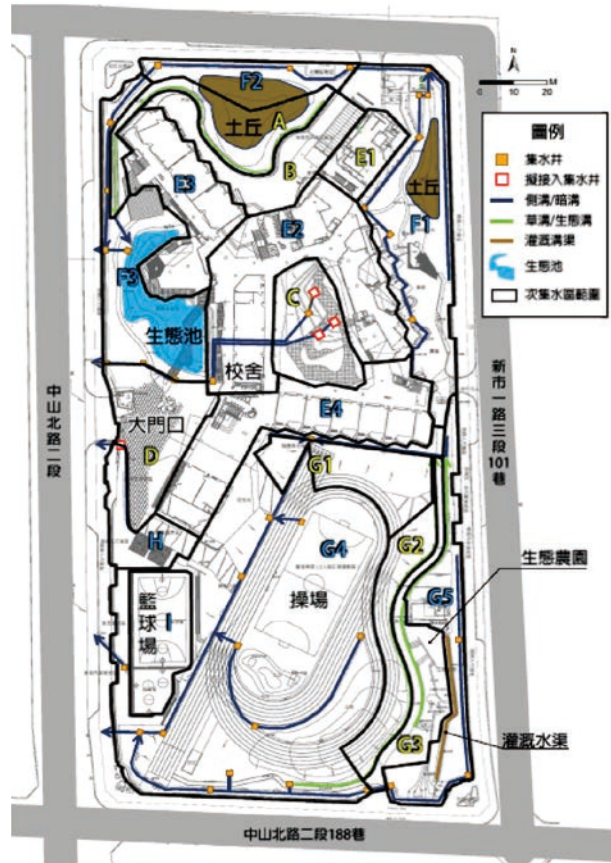 N
0 10 20 M
圖例
集水井
擬接入集水井
側溝/暗溝
草溝/生態溝
灌溉溝渠
生態池
次集水區範圍
F2
土丘
A
B
E1
E3
土丘
E2
F1
F3
C
生態池
校舍
E4
大門口
D
G1
H
G4
G2
操場
G5
生態農園
籃球場
I
G3
灌溉水渠
中山北路二段
新市一路三段101巷
中山北路二段188巷